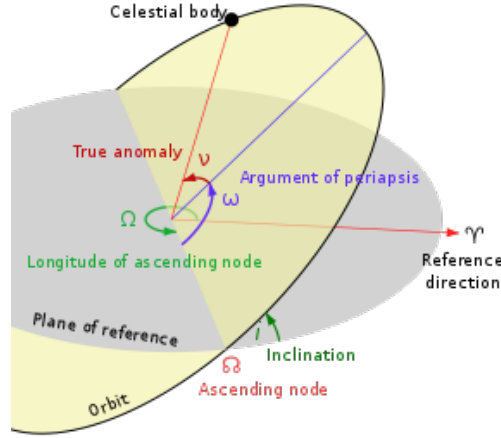 Celestial body
True anomaly
ν
Argument of periapsis
ω
Ω
♈
Longitude of ascending node
Reference
direction
Plane of reference
Inclination
☊
Ascending node
i
Orbit